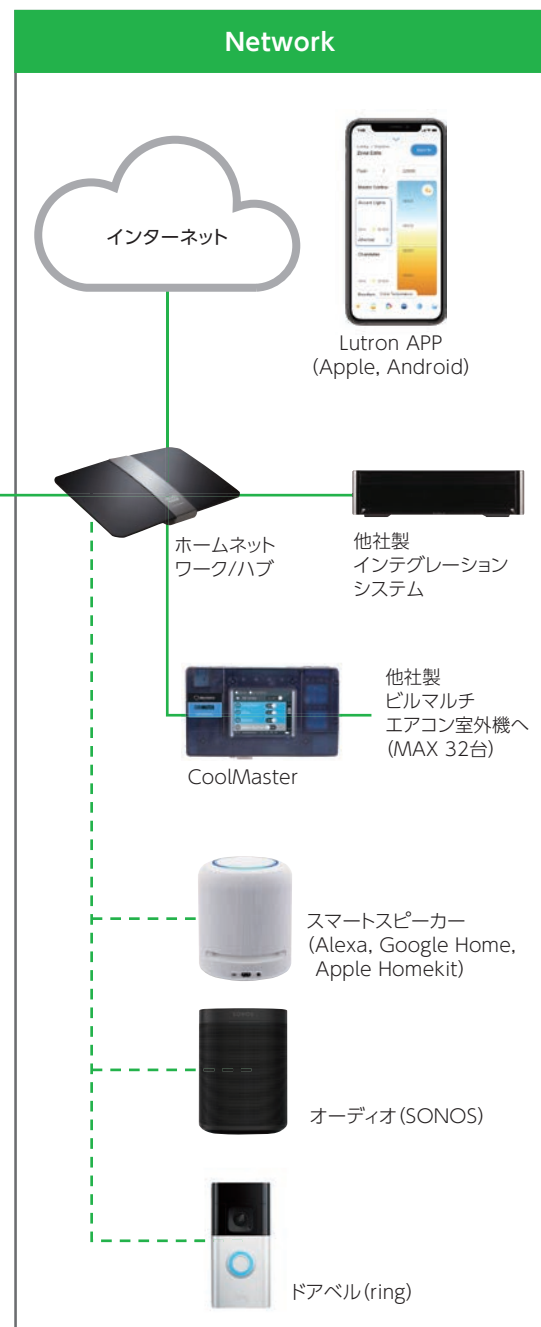 Network
インターネット
Lutron APP
(Apple, Android)
ホームネット
ワーク/ハブ
他社製
インテグレーション
システム
他社製
ビルマルチ
エアコン室外機へ
(MAX 32台)
CoolMaster
スマートスピーカー
(Alexa, Google Home,
Apple Homekit)
SONOS
オーディオ(SONOS)
ドアベル(ring)